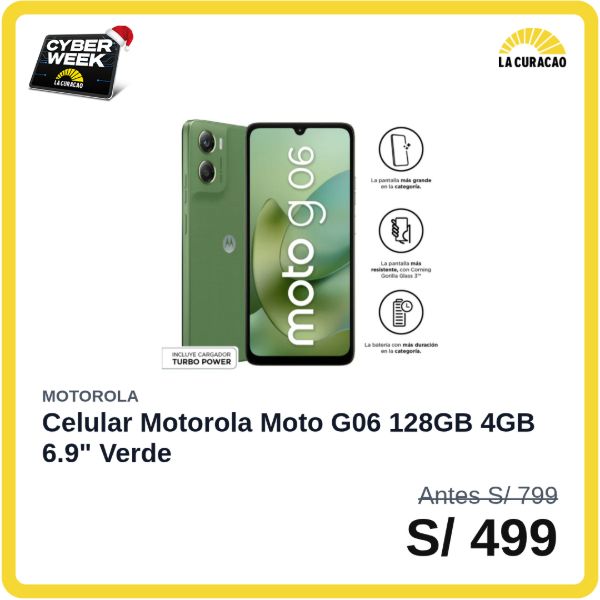 CYBER
WEEK
LA CURACAO
LA CURACAO
moto g06
La pantalla más grande
en la categoría.
La pantalla más
resistente, con Corning
Gorilla Glass 3™
La batería con más duración
en la categoría.
INCLUYE CARGADOR
TURBO POWER
MOTOROLA
Celular Motorola Moto G06 128GB 4GB
6.9" Verde
Antes S/ 799
S/ 499